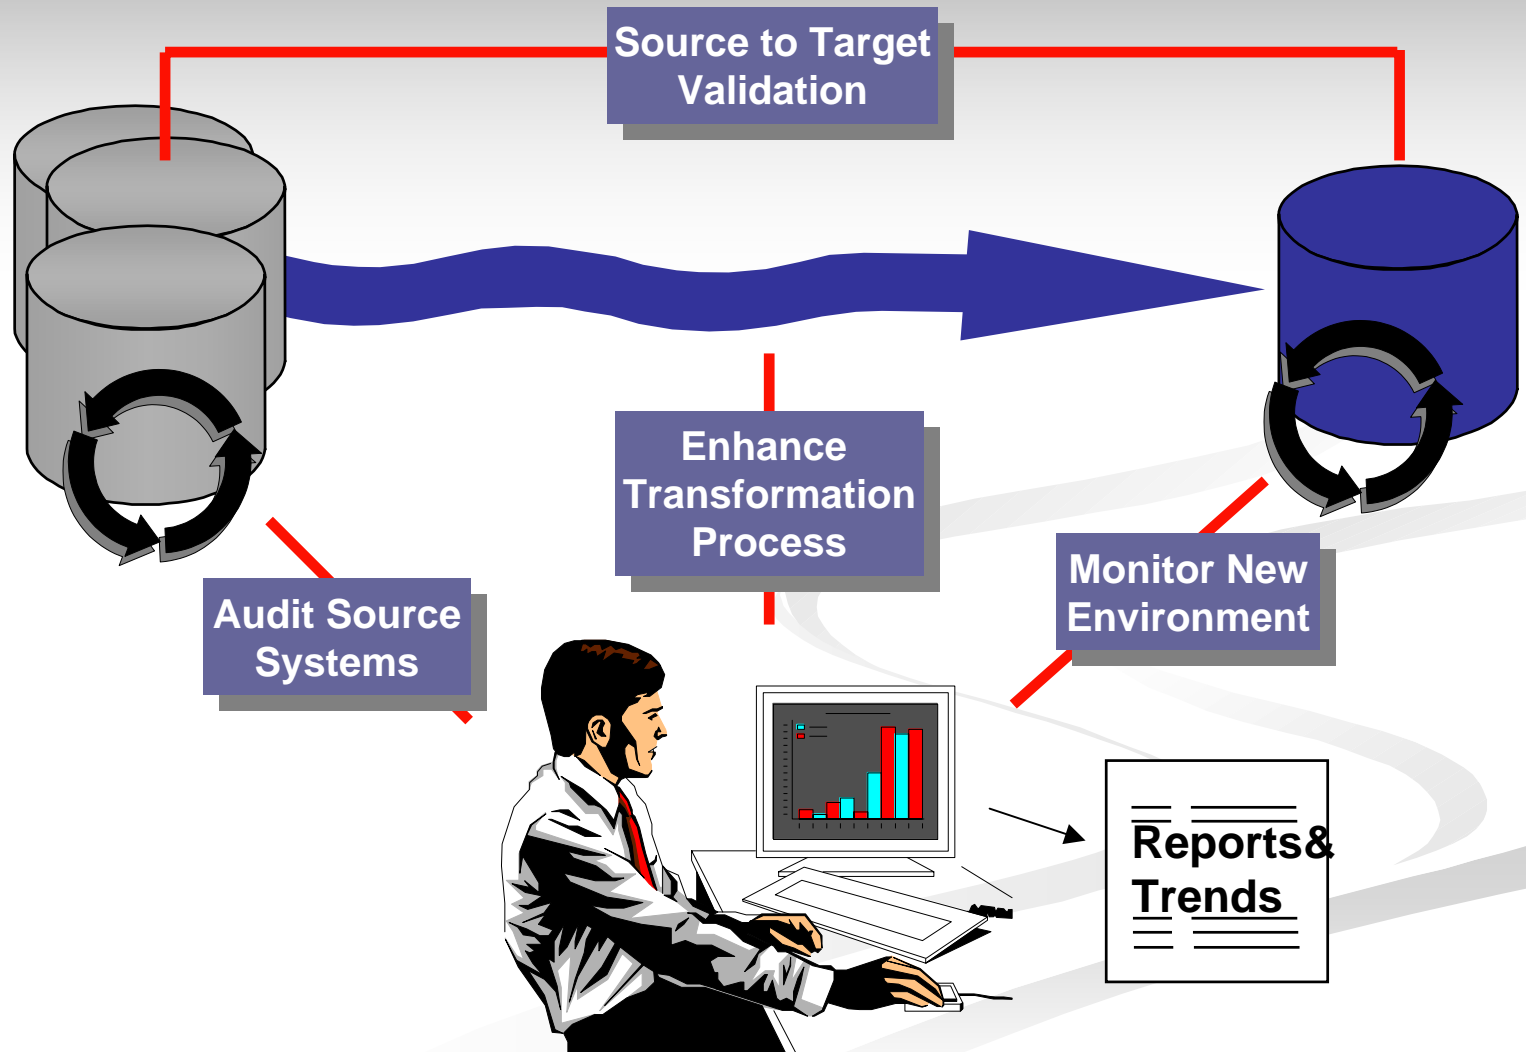 Source to Target
Validation
Enhance
Transformation
Process
Monitor New
Environment
Audit Source
Systems
Reports&
Trends